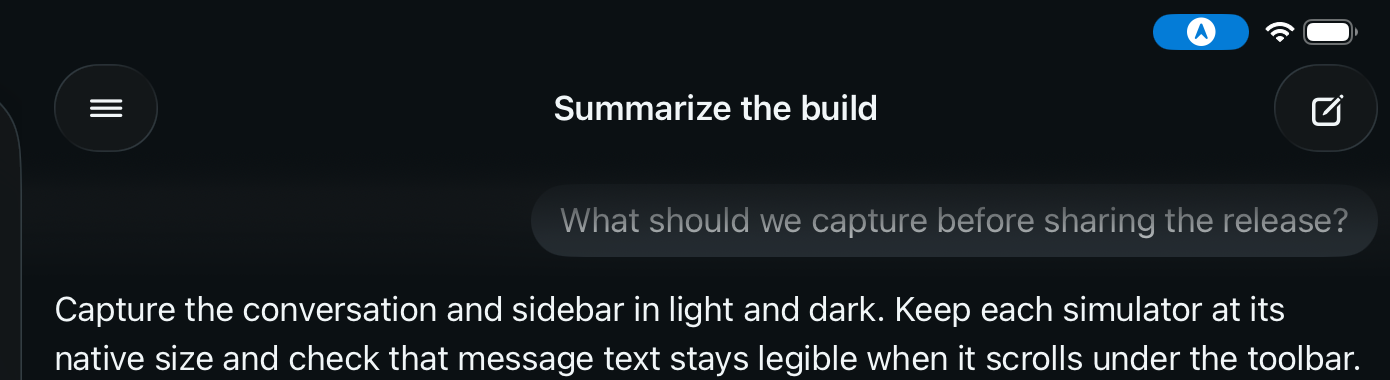 Summarize the build
What should we capture before sharing the release?
Capture the conversation and sidebar in light and dark. Keep each simulator at its
native size and check that message text stays legible when it scrolls under the toolbar.